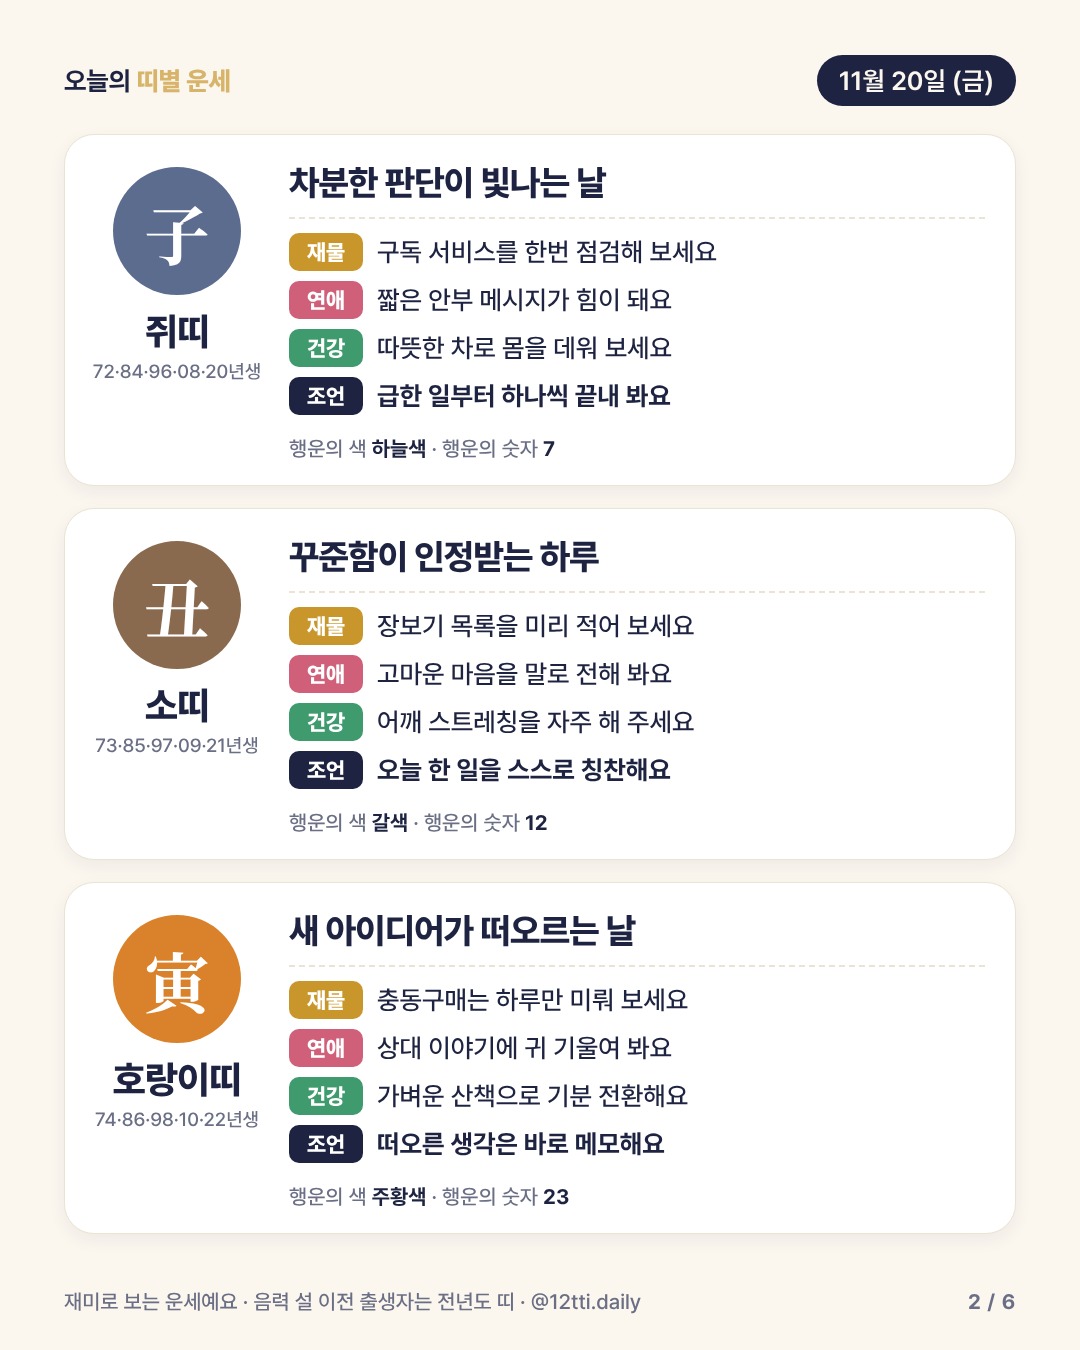 오늘의 띠별 운세
11월 20일 (금)
子
쥐띠
72·84·96·08·20년생
차분한 판단이 빛나는 날
재물 구독 서비스를 한번 점검해 보세요
연애 짧은 안부 메시지가 힘이 돼요
건강 따뜻한 차로 몸을 데워 보세요
조언 급한 일부터 하나씩 끝내 봐요
행운의 색 하늘색 · 행운의 숫자 7
丑
소띠
73·85·97·09·21년생
꾸준함이 인정받는 하루
재물 장보기 목록을 미리 적어 보세요
연애 고마운 마음을 말로 전해 봐요
건강 어깨 스트레칭을 자주 해 주세요
조언 오늘 한 일을 스스로 칭찬해요
행운의 색 갈색 · 행운의 숫자 12
寅
호랑이띠
74·86·98·10·22년생
새 아이디어가 떠오르는 날
재물 충동구매는 하루만 미뤄 보세요
연애 상대 이야기에 귀 기울여 봐요
건강 가벼운 산책으로 기분 전환해요
조언 떠오른 생각은 바로 메모해요
행운의 색 주황색 · 행운의 숫자 23
재미로 보는 운세예요 · 음력 설 이전 출생자는 전년도 띠 · @12tti.daily
2 / 6